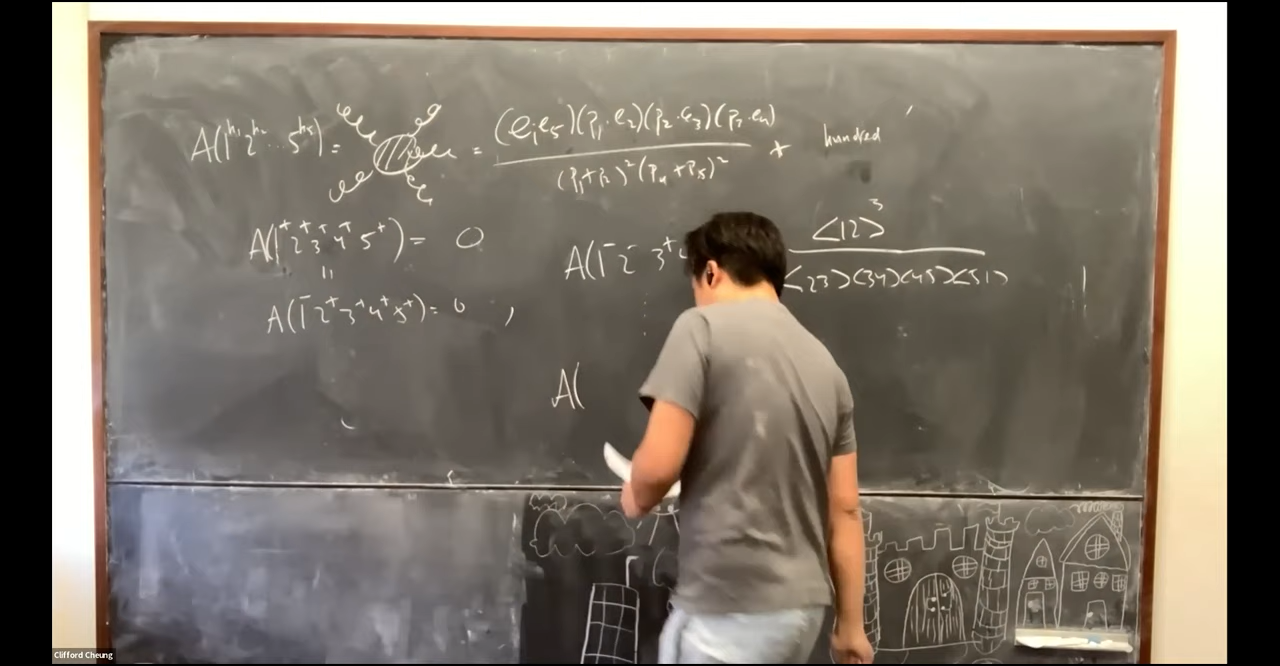 A(1^{h_1} 2^{h_2} ... 5^{h_5}) = = (e_1 e_5)(p_1 · e_2)(p_2 · e_3)(p_3 · e_4) / (p_1 + p_2)^2 (p_4 + p_5)^2 + hundred
A(1^+ 2^+ 3^+ 4^+ 5^+) = 0
A(1^- 2^- 3^+ <12>^3 / <23><34><45><51>
A(1^- 2^+ 3^+ 4^+ 5^+) = 0 ,
A(
Clifford Cheung